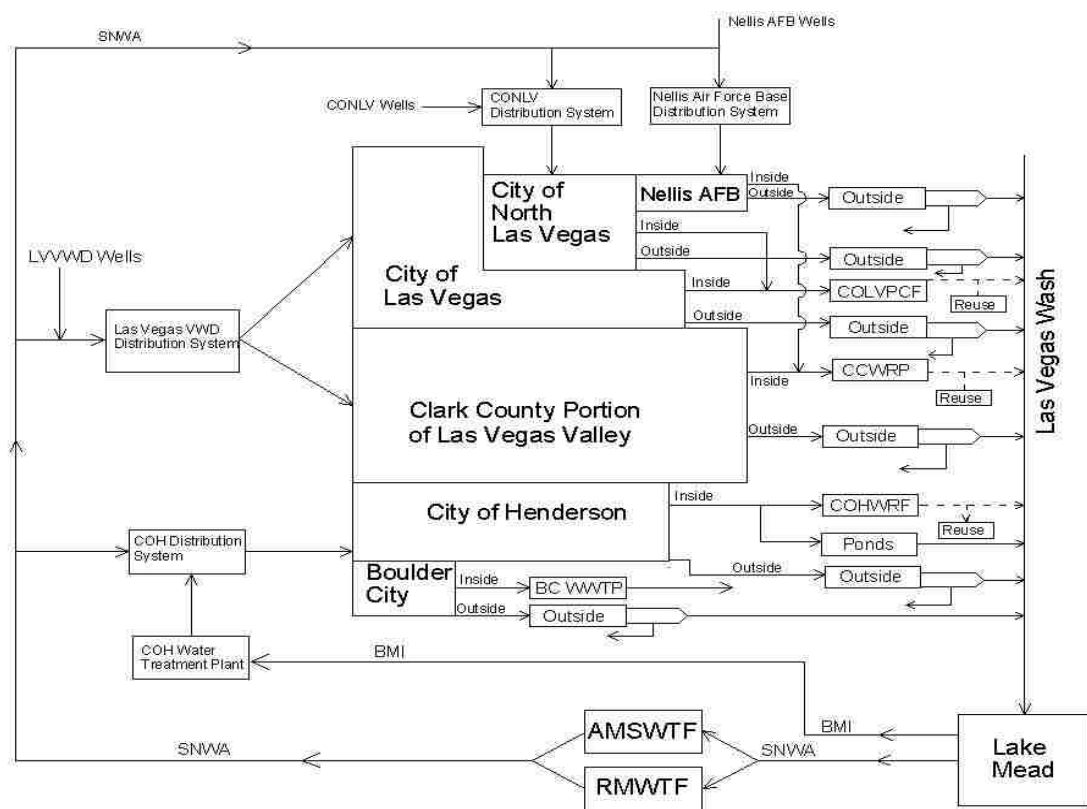 Nellis AFB Wells
SNWA
CONLV Wells
CONLV
Distribution System
Nellis Air Force Base
Distribution System
City of
North
Las Vegas
Nellis AFB
Inside
Outside
Outside
Inside
Outside
Outside
LVVWD Wells
City of
Las Vegas
Inside
COLVPCF
Reuse
Outside
Outside
Las Vegas VWD
Distribution System
Inside
CCWRP
Reuse
Clark County Portion
of Las Vegas Valley
Outside
Outside
Las Vegas Wash
City of Henderson
Inside
COHWRF
Reuse
Ponds
COH Distribution
System
Outside
Outside
Boulder
City
Inside
BC WWTP
Outside
Outside
COH Water
Treatment Plant
BMI
BMI
SNWA
AMSWTF
RMWTF
SNWA
Lake
Mead